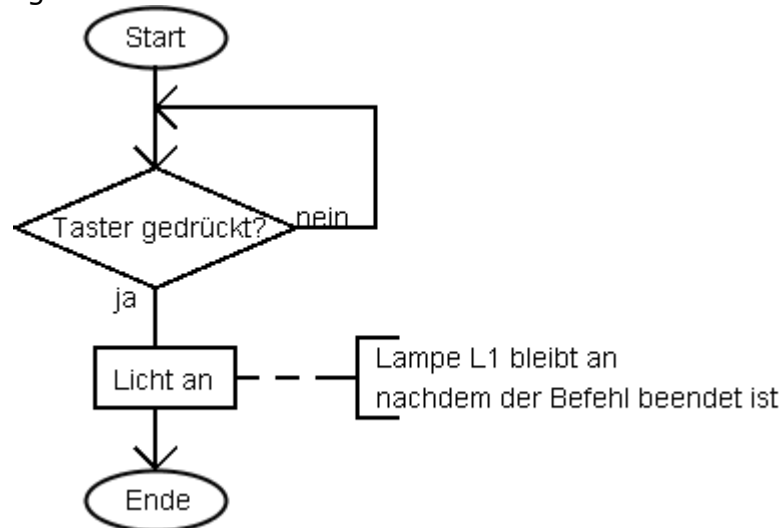 Start
Taster gedrückt?
nein
ja
Licht an
Lampe L1 bleibt an
nachdem der Befehl beendet ist
Ende